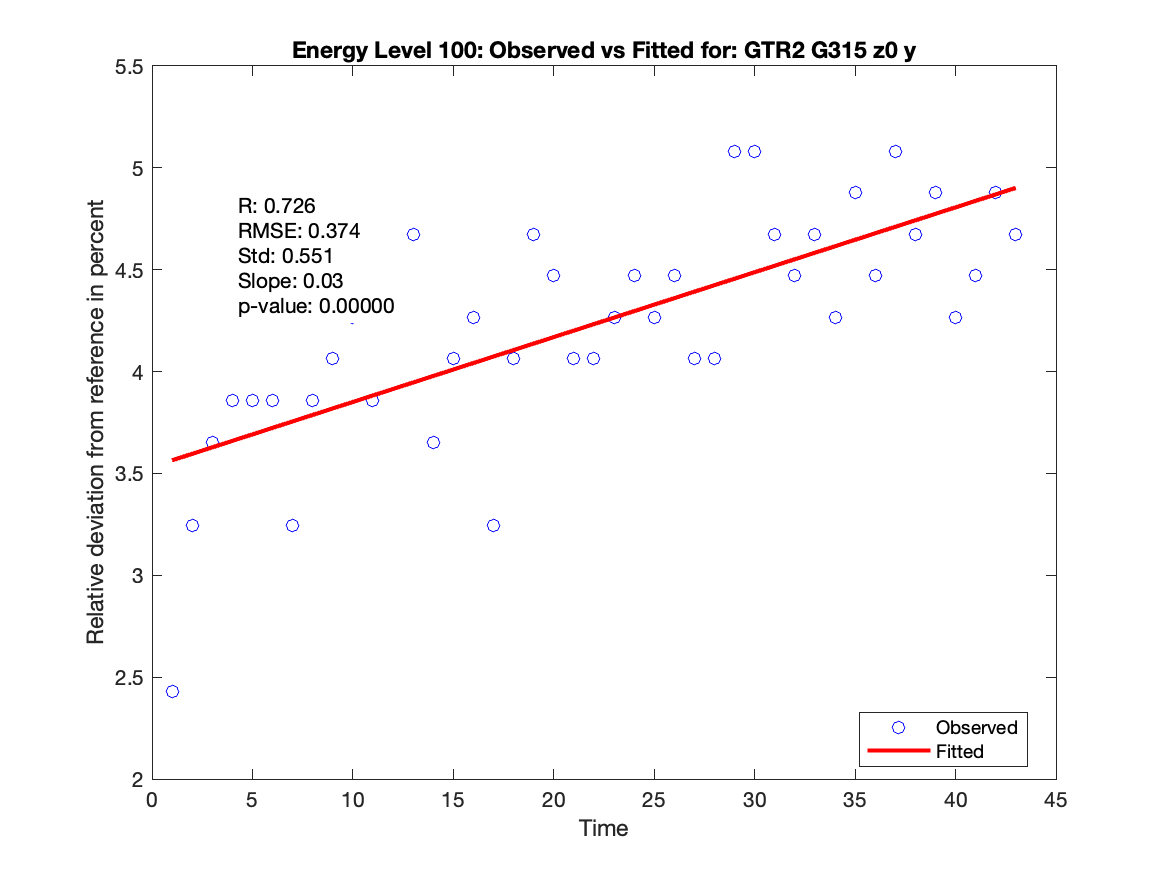 Energy Level 100: Observed vs Fitted for: GTR2 G315 z0 y
5.5
5
4.5
4
3.5
3
2.5
2
Relative deviation from reference in percent
R: 0.726
RMSE: 0.374
Std: 0.551
Slope: 0.03
p-value: 0.00000
Observed
Fitted
0 5 10 15 20 25 30 35 40 45
Time